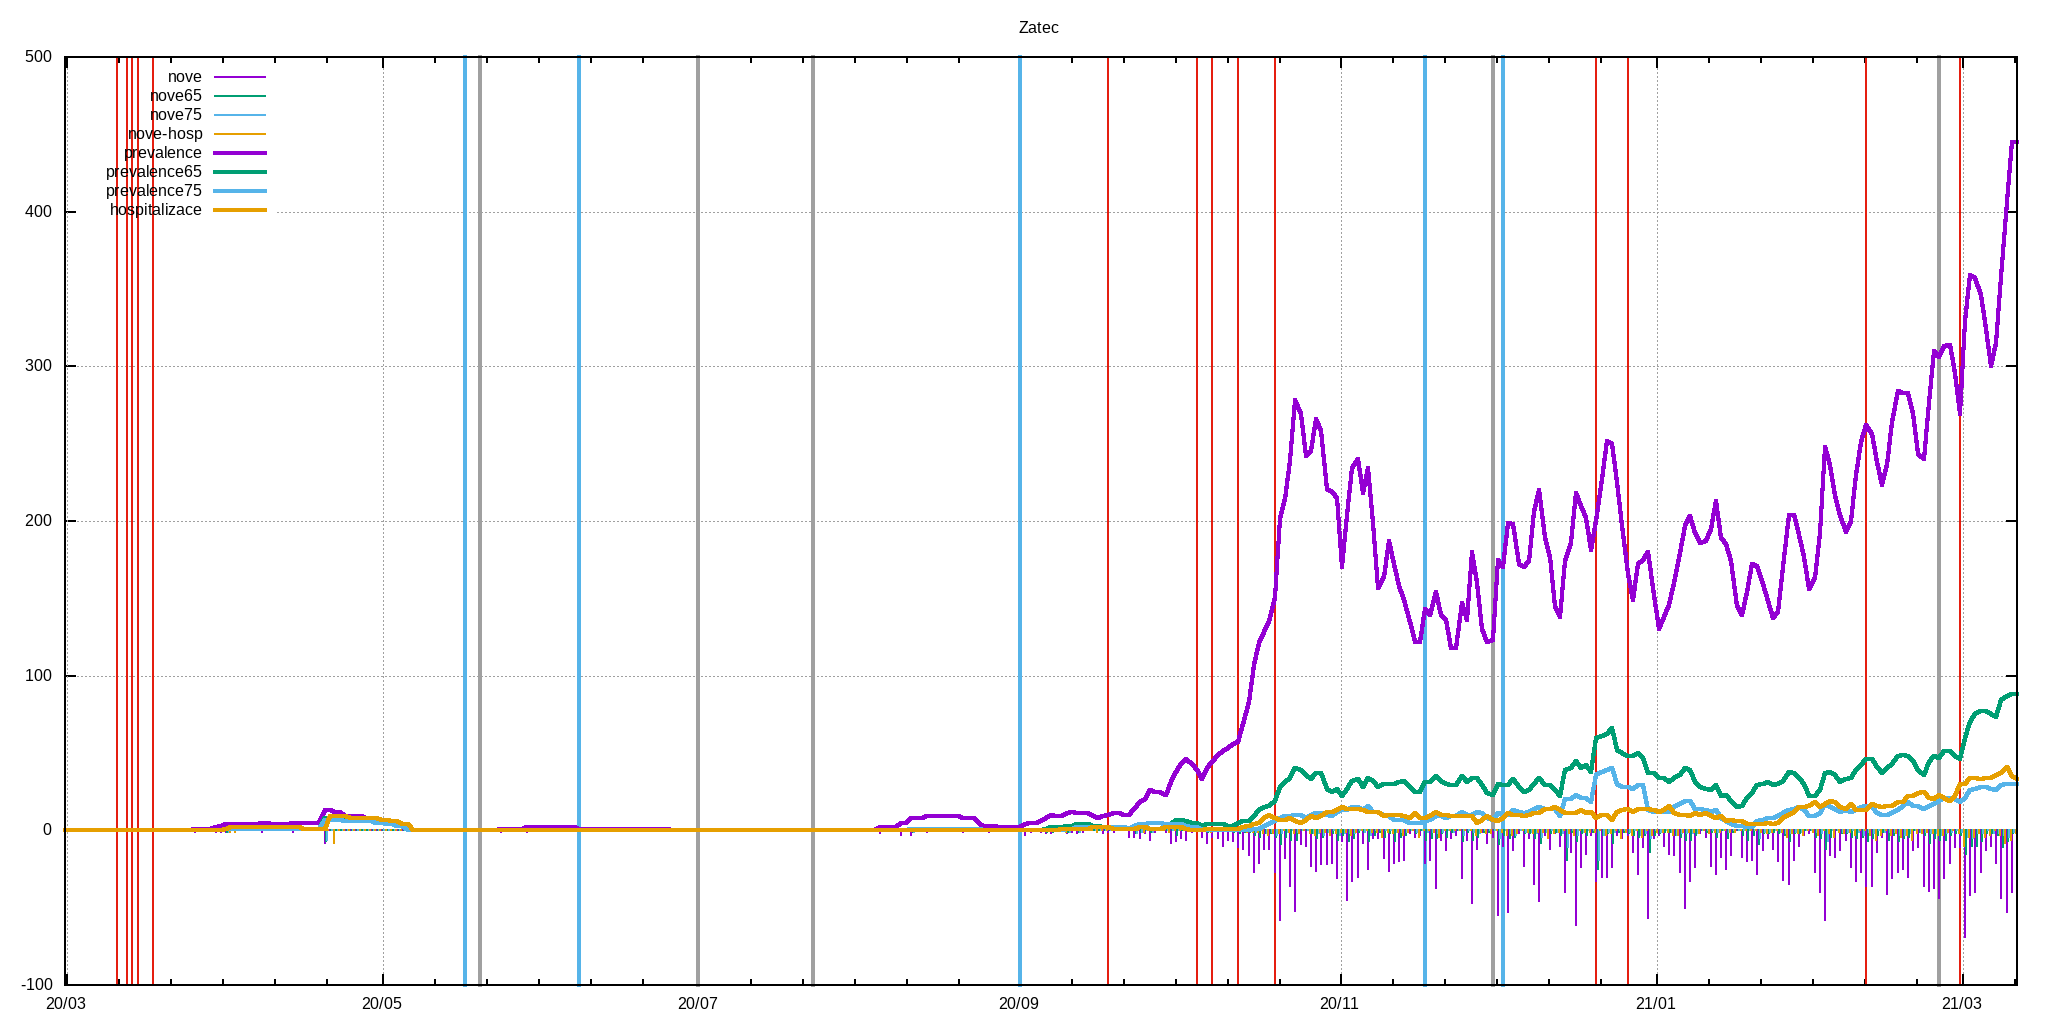 Zatec
500
nove
nove65
nove75
nove-hosp
prevalence
prevalence65
prevalence75
hospitalizace
400
300
200
100
0
-100
20/03 20/05 20/07 20/09 20/11 21/01 21/03